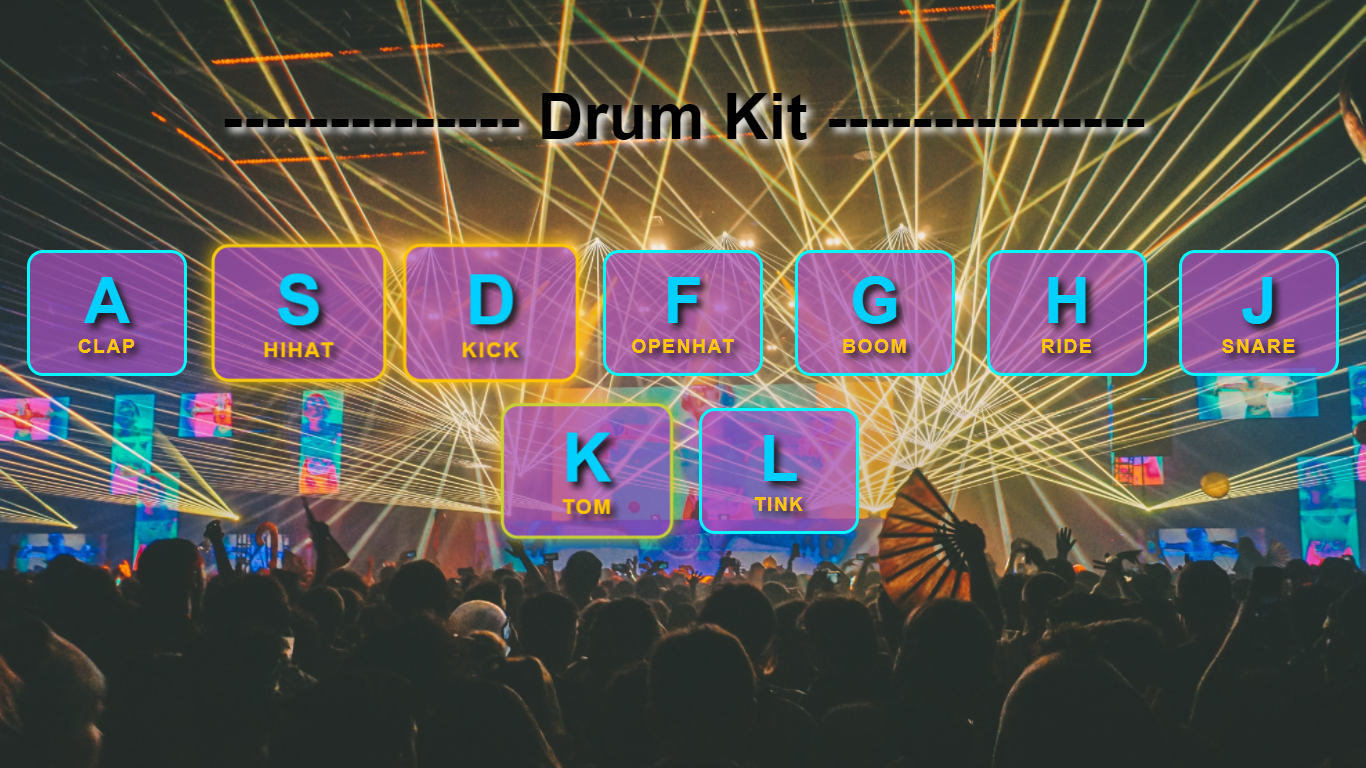 -------------- Drum Kit ---------------
A S D F G H J
CLAP HIHAT KICK OPENHAT BOOM RIDE SNARE
K L
TOM TINK